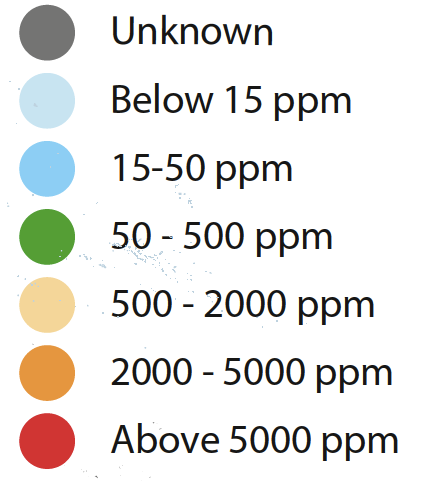 Unknown
Below 15 ppm
15-50 ppm
50 - 500 ppm
500 - 2000 ppm
2000 - 5000 ppm
Above 5000 ppm